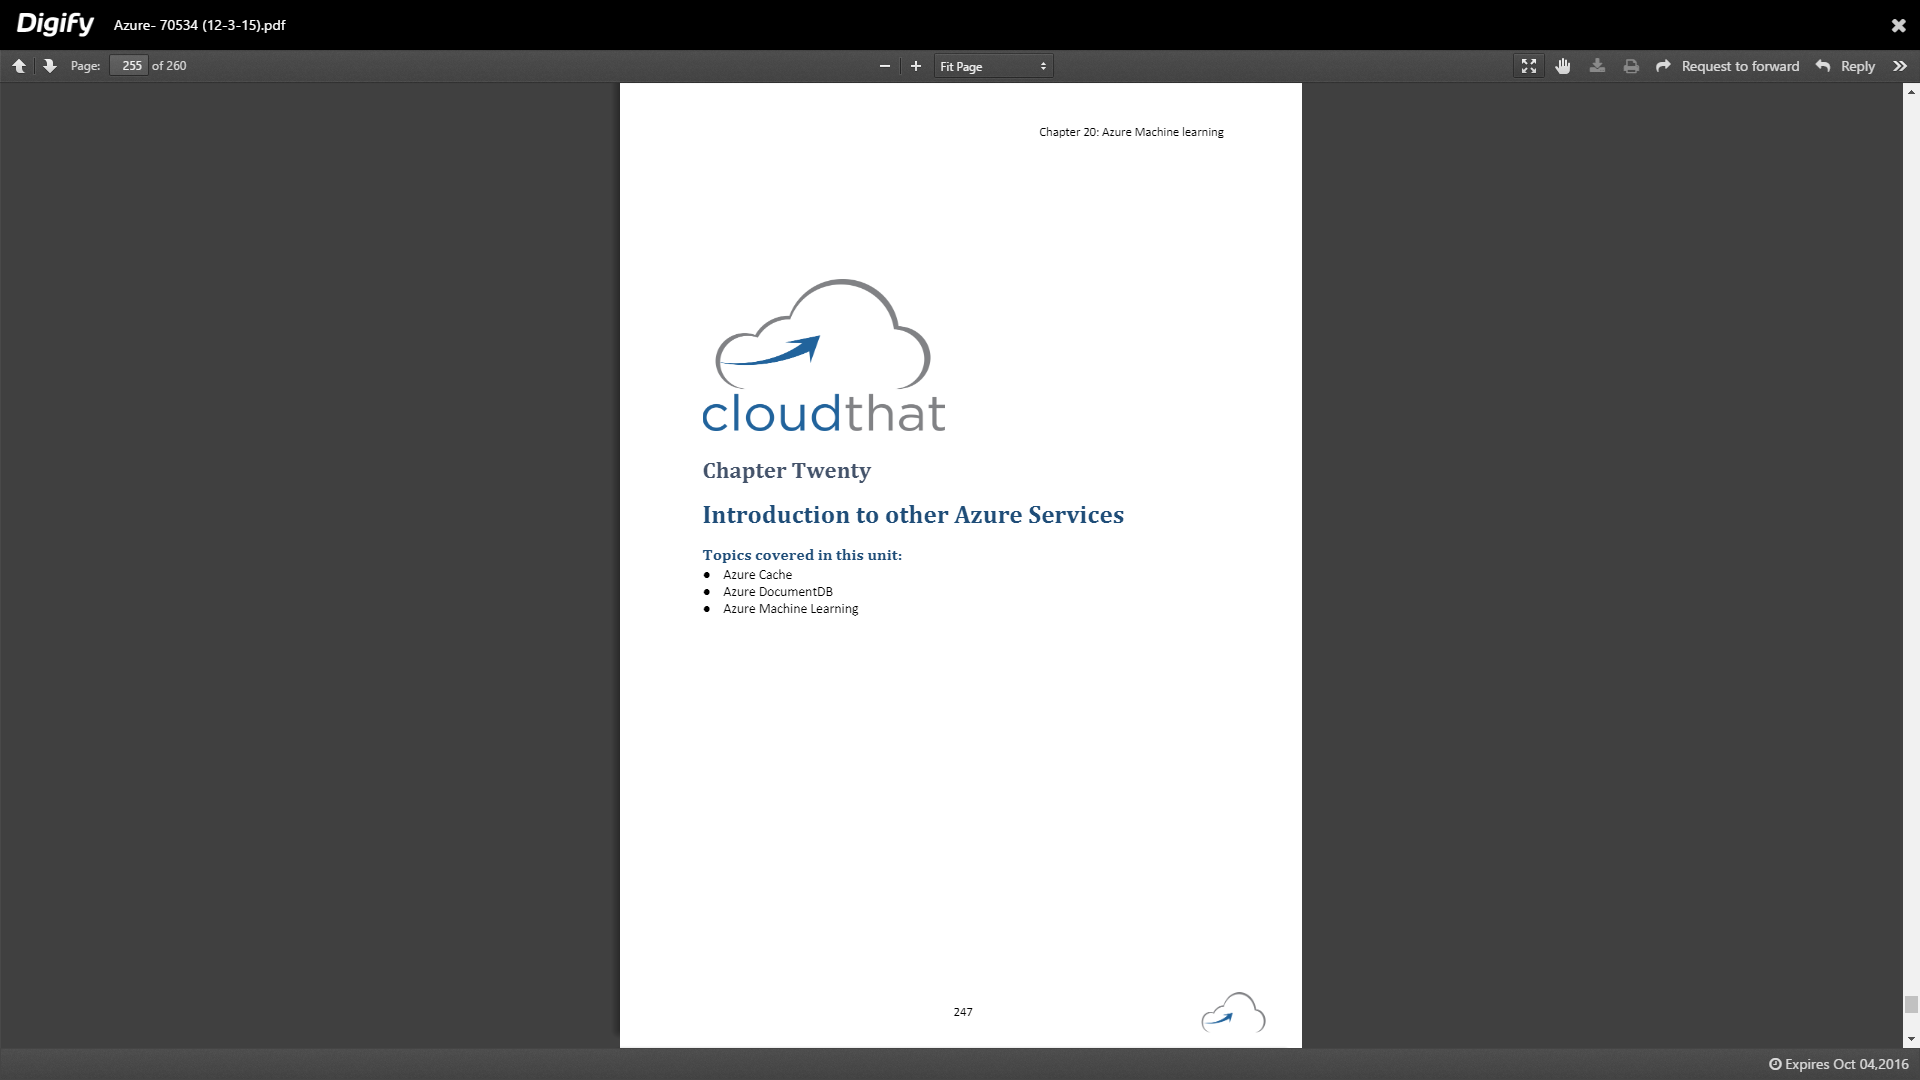 Digify Azure- 70534 (12-3-15).pdf
Page: 255 of 260 Fit Page Request to forward Reply
Chapter 20: Azure Machine learning
cloudthat
Chapter Twenty
Introduction to other Azure Services
Topics covered in this unit:
● Azure Cache
● Azure DocumentDB
● Azure Machine Learning
247
Expires Oct 04,2016